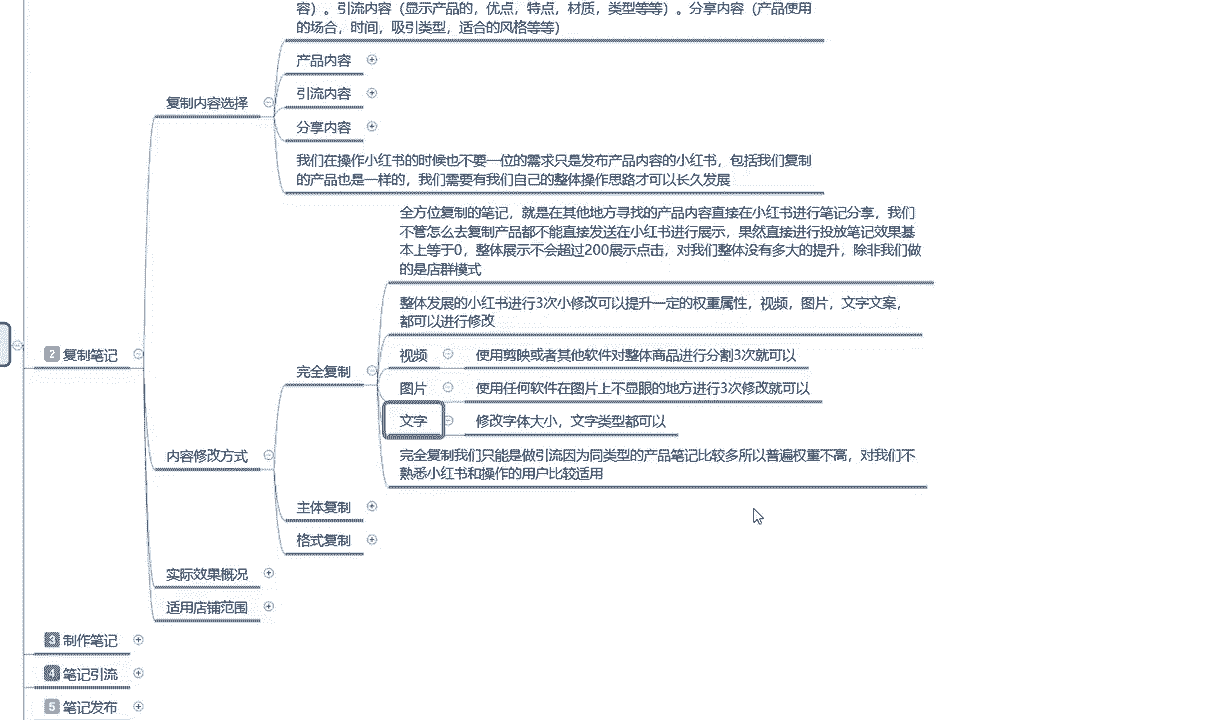 容）。引流内容（显示产品的，优点，特点，材质，类型等等）。分享内容（产品使用
的场合，时间，吸引类型，适合的风格等等）
产品内容
引流内容
复制内容选择
分享内容
我们在操作小红书的时候也不要一位的需求只是发布产品内容的小红书，包括我们复制
的产品也是一样的，我们需要有我们自己的整体操作思路才可以长久发展
全方位复制的笔记，就是在其他地方寻找的产品内容直接在小红书进行笔记分享，我们
不管怎么去复制产品都不能直接发送在小红书进行展示，果然直接进行投放笔记效果基
本上等于0，整体展示不会超过200展示点击，对我们整体没有多大的提升，除非我们做
的是店群模式
整体发展的小红书进行3次小修改可以提升一定的权重属性，视频，图片，文字文案，
都可以进行修改
2 复制笔记
视频
使用剪映或者其他软件对整体商品进行分割3次就可以
完全复制
图片
使用任何软件在图片上不显眼的地方进行3次修改就可以
文字
修改字体大小，文字类型都可以
内容修改方式
完全复制我们只能是做引流因为同类型的产品笔记比较多所以普遍权重不高，对我们不
熟悉小红书和操作的用户比较适用
主体复制
格式复制
实际效果概况
适用店铺范围
3 制作笔记
4 笔记引流
5 笔记发布